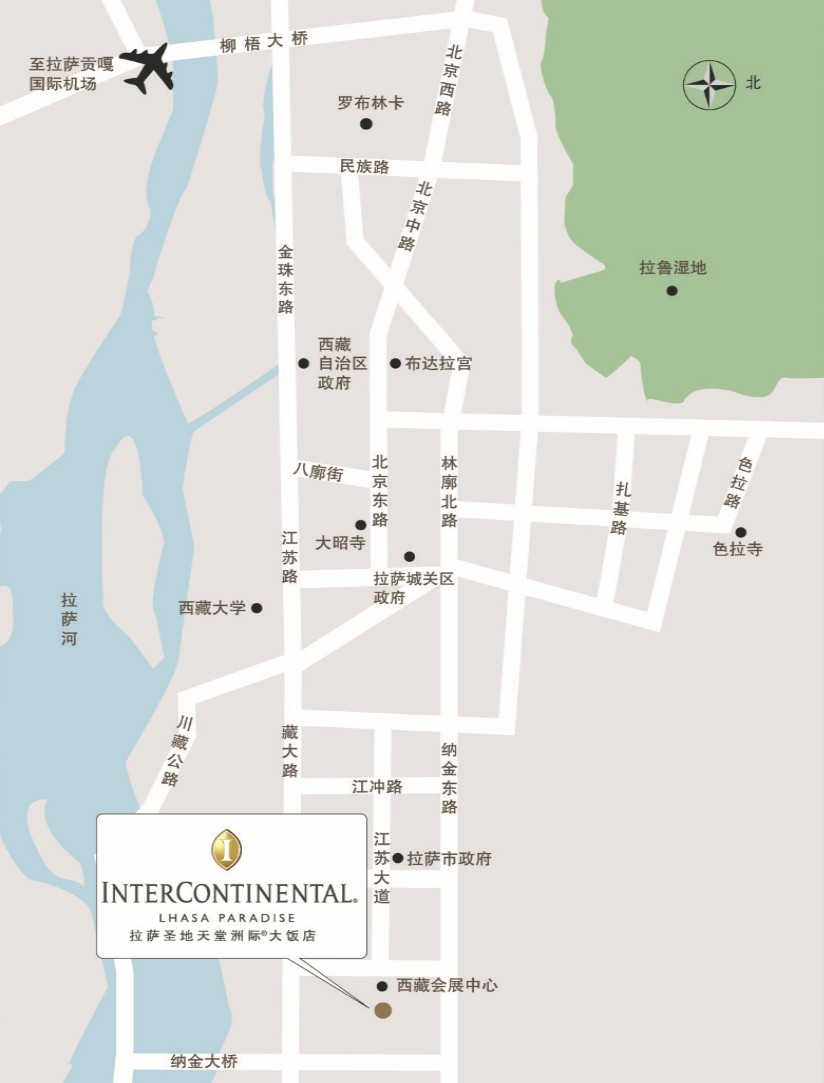 柳梧大桥
至拉萨贡嘎
国际机场
北京西路
北
罗布林卡
民族路
北京中路
金珠东路
拉鲁湿地
西藏
自治区
政府
布达拉宫
八廓街
北京东路
林廓北路
扎基路
色拉路
大昭寺
江苏路
色拉寺
拉萨城关区
政府
西藏大学
拉萨河
川藏公路
藏大路
纳金东路
江冲路
江苏大道
拉萨市政府
I
INTERCONTINENTAL®
LHASA PARADISE
拉萨圣地天堂洲际®大饭店
西藏会展中心
纳金大桥